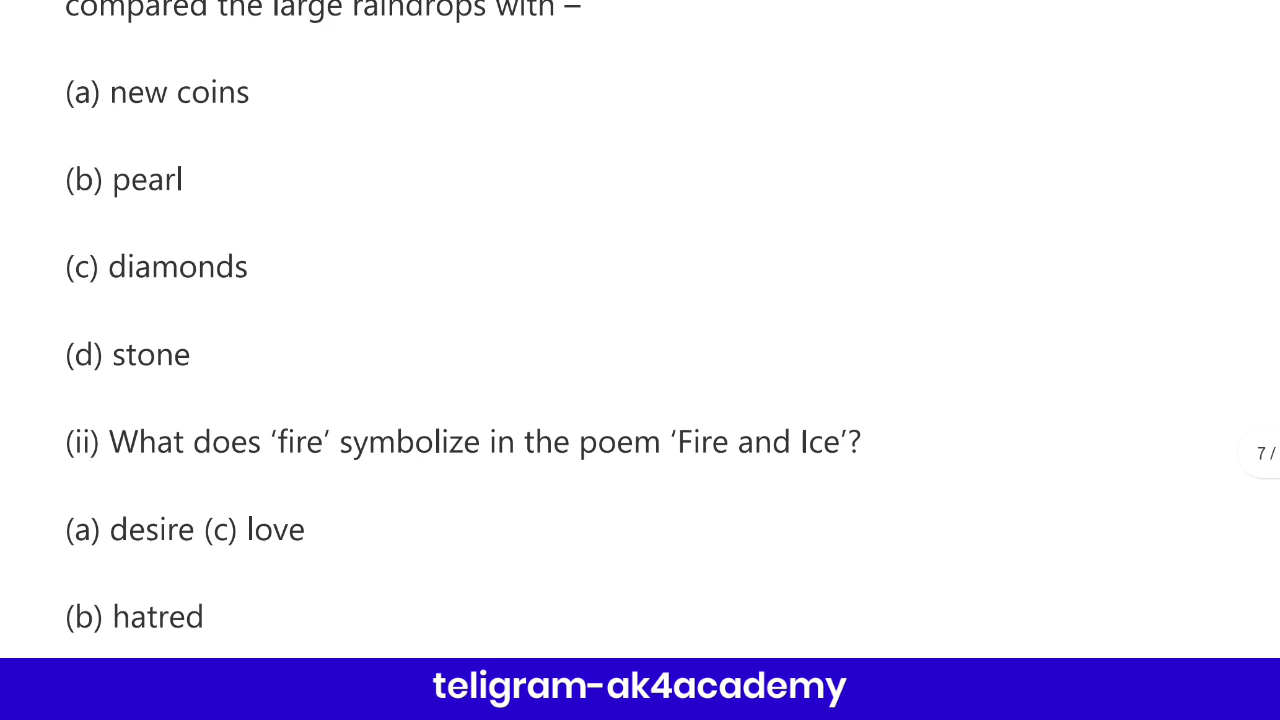 compared the large raindrops with –
(a) new coins
(b) pearl
(c) diamonds
(d) stone
(ii) What does ‘fire’ symbolize in the poem ‘Fire and Ice’?
7 /
(a) desire (c) love
(b) hatred
teligram-ak4academy